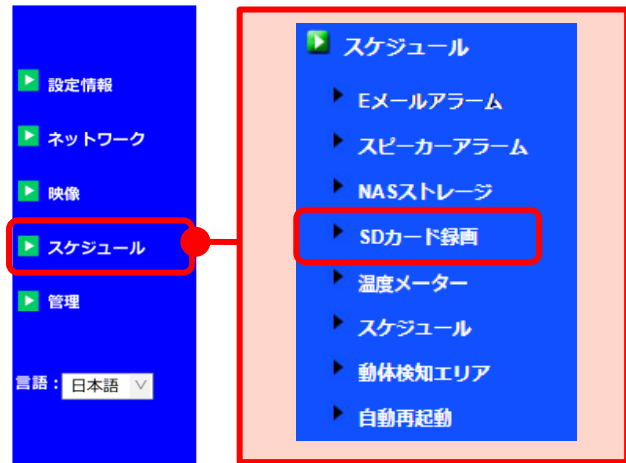 設定情報
ネットワーク
映像
スケジュール
管理
言語：日本語
スケジュール
Eメールアラーム
スピーカーアラーム
NASストレージ
SDカード録画
温度メーター
スケジュール
動体検知エリア
自動再起動